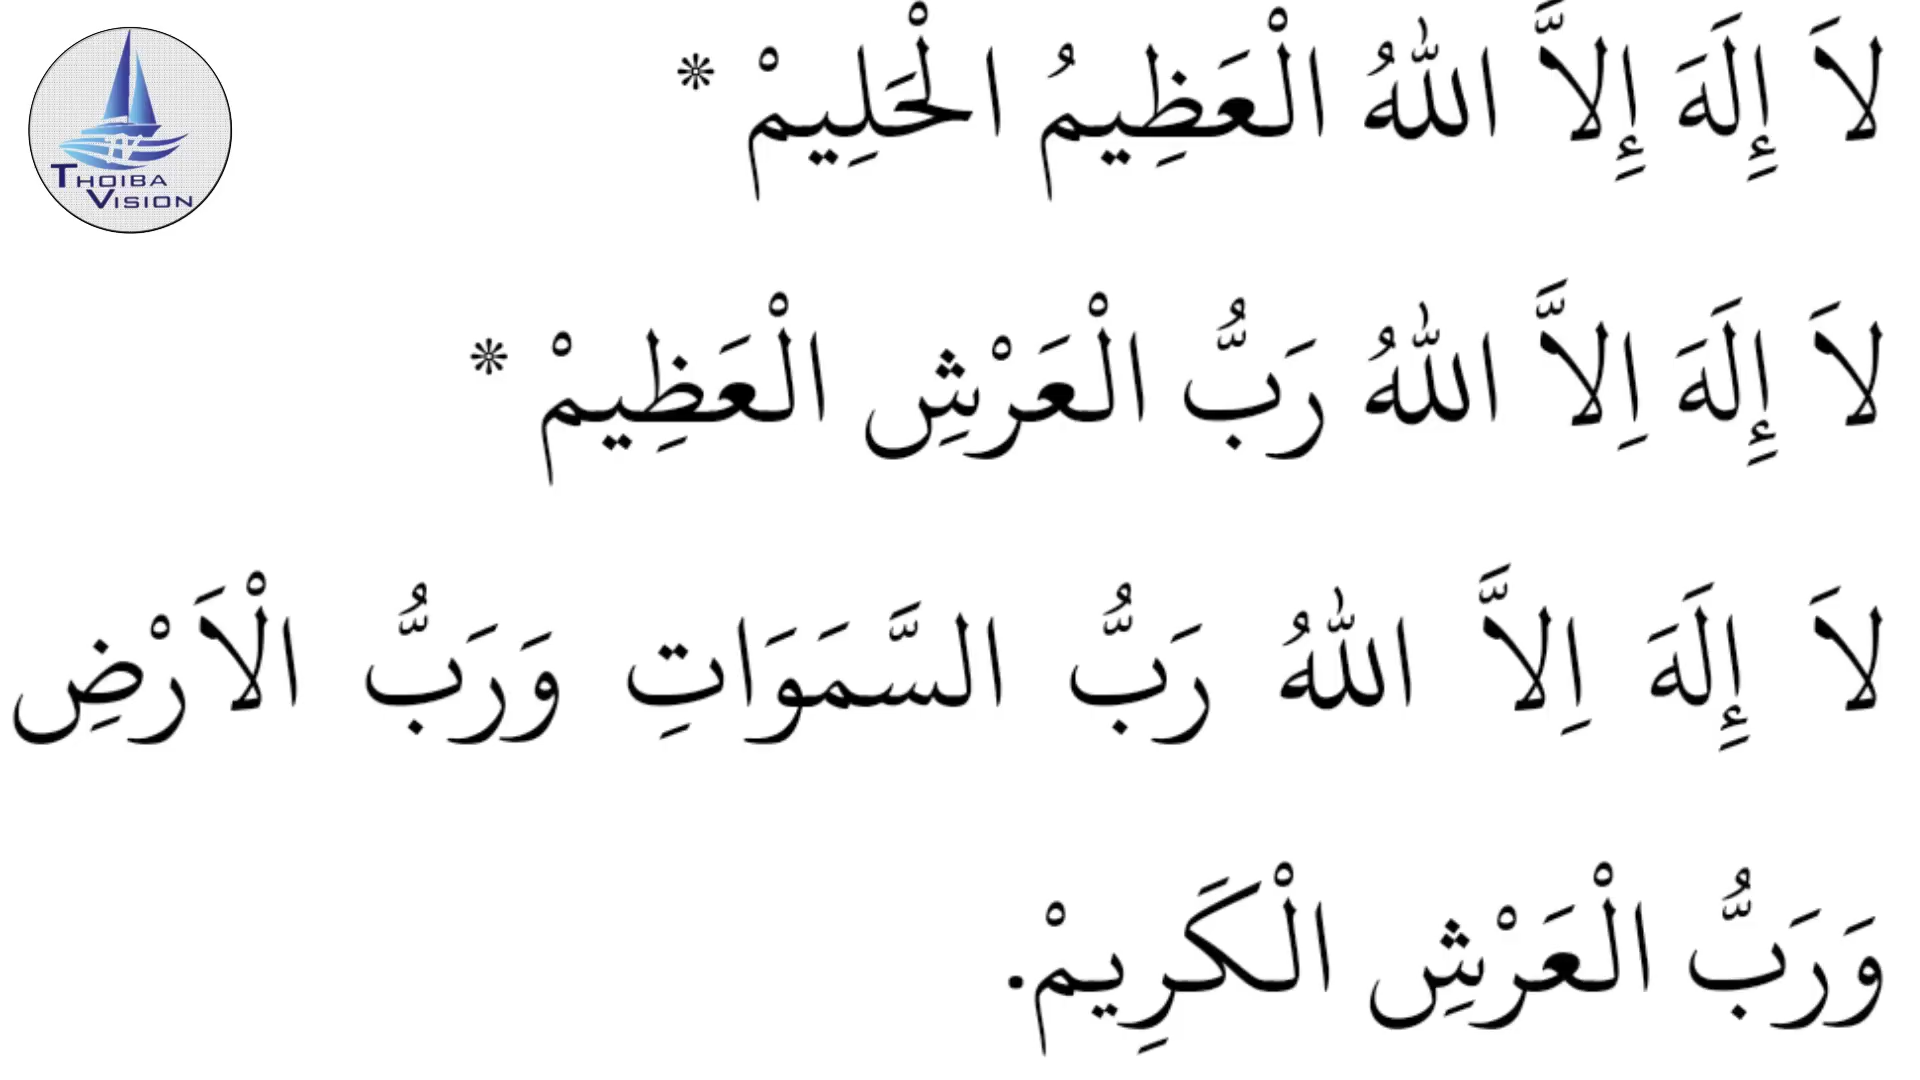 THOIBA
VISION
لاَ إِلَهَ إِلاَّ اللهُ الْعَظِيمُ الْحَلِيمْ *
لاَ إِلَهَ اِلاَّ اللهُ رَبُّ الْعَرْشِ الْعَظِيمْ *
لاَ إِلَهَ اِلاَّ اللهُ رَبُّ السَّمَوَاتِ وَرَبُّ الْاَرْضِ
وَرَبُّ الْعَرْشِ الْكَرِيمْ.